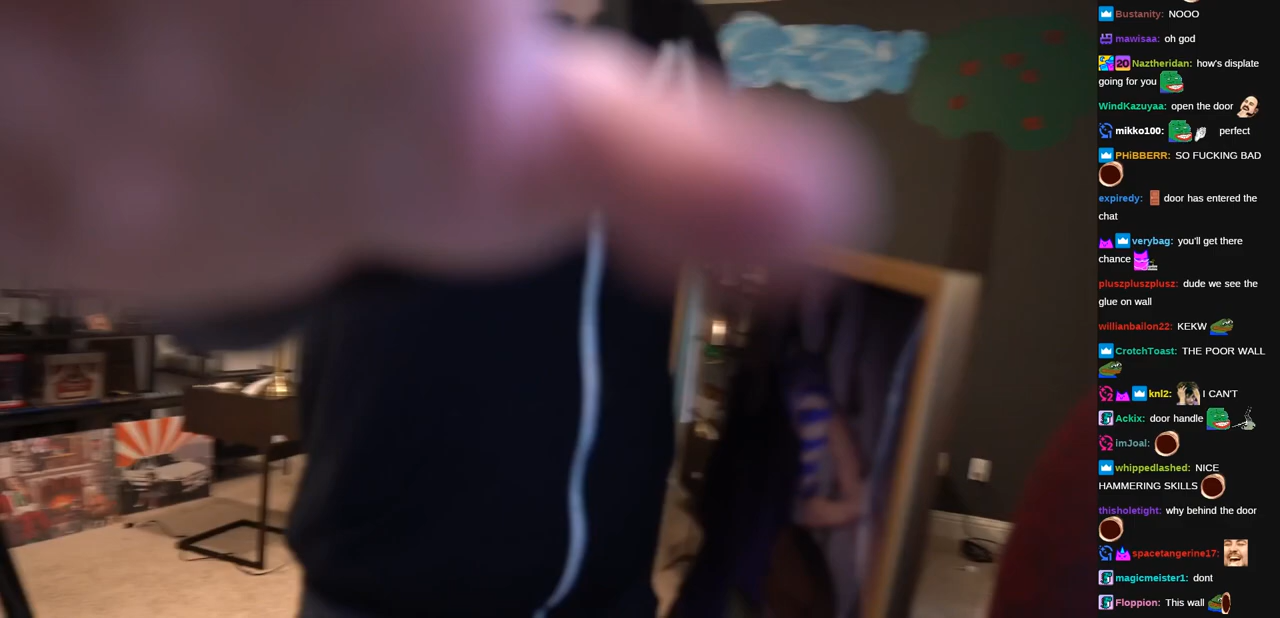 Bustanity: NOOO
mawisaa: oh god
20 Naztheridan: how's displate
going for you
WindKazuyaa: open the door
mikko100: perfect
PHiBBERR: SO FUCKING BAD
expiredy: door has entered the
chat
verybag: you'll get there
chance
pluszpluszplusz: dude we see the
glue on wall
willianbailon22: KEKW
CrotchToast: THE POOR WALL
knl2: I CAN'T
Ackix: door handle
imJoal:
whippedlashed: NICE
HAMMERING SKILLS
thisholetight: why behind the door
spacetangerine17:
magicmeister1: dont
Floppion: This wall